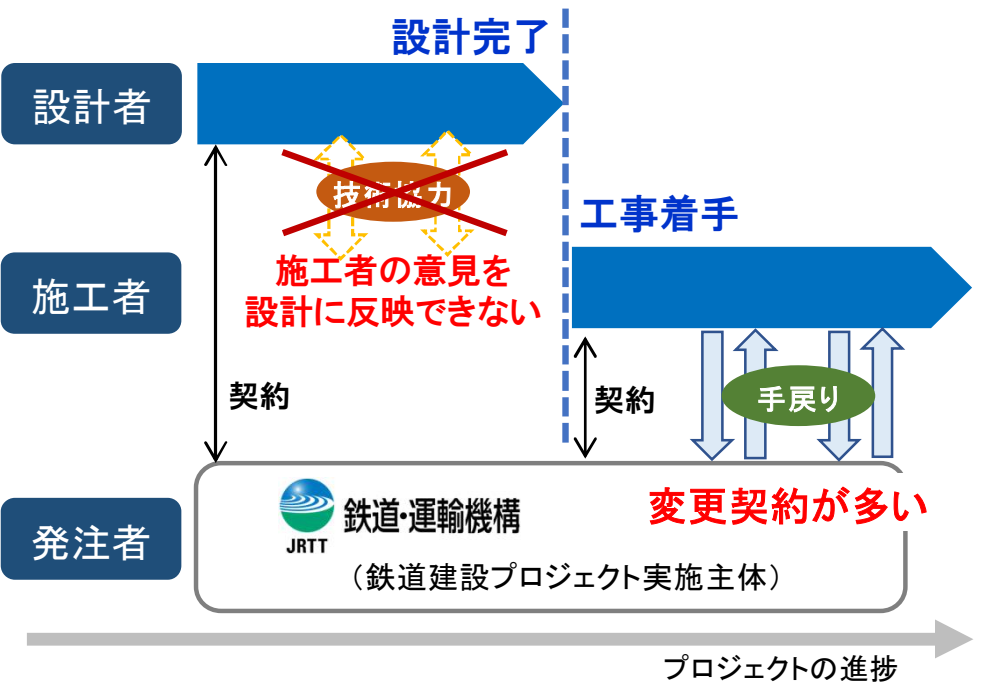 設計完了
設計者
技術協力
工事着手
施工者の意見を
設計に反映できない
施工者
契約
契約
手戻り
変更契約が多い
発注者
JRTT
鉄道・運輸機構
（鉄道建設プロジェクト実施主体）
プロジェクトの進捗